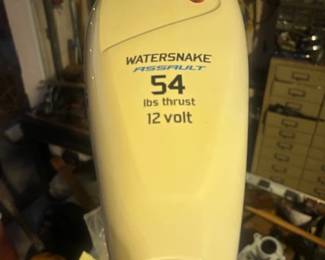 WATERSNAKE
ASSAULT
54
lbs thrust
12 volt